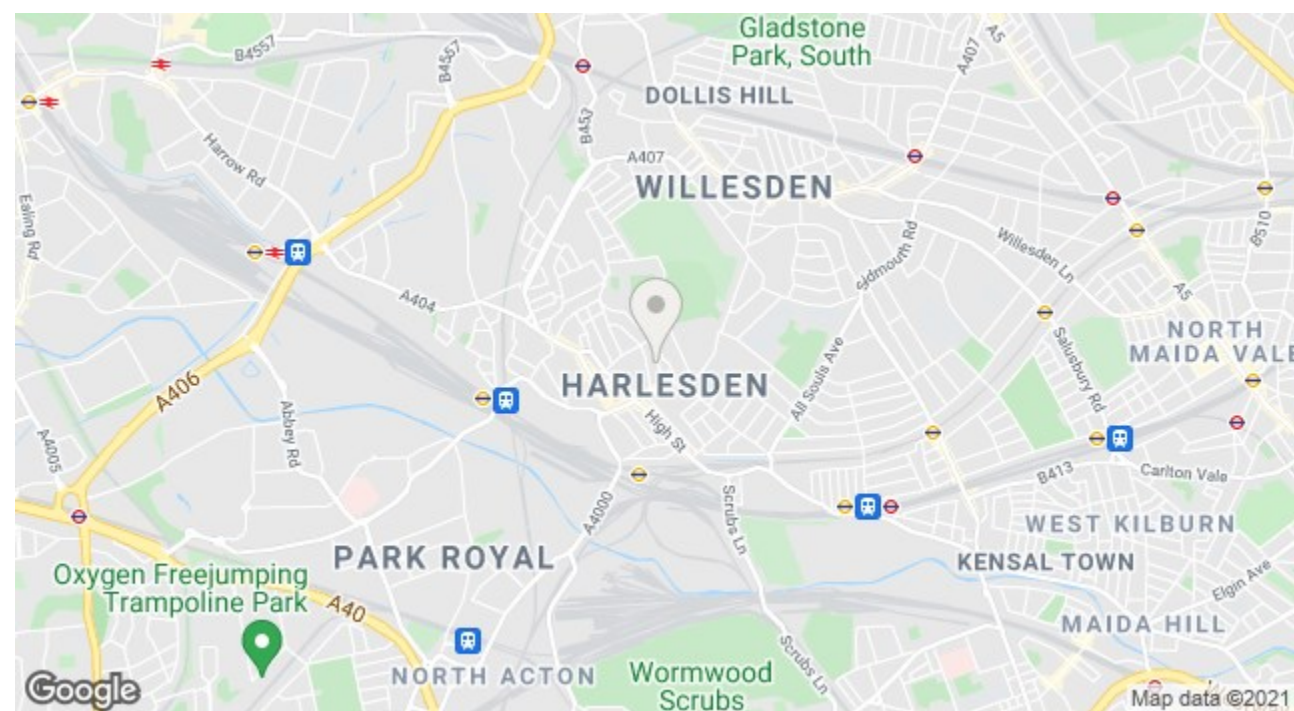 Gladstone
Park, South
A5
B4557
B4557
A407
DOLLIS HILL
B457
Harrow Rd
A407
WILLESDEN
Ealing Rd
B510
Sidmouth Rd
Willesden Ln
A404
A5
NORTH
MAIDA VALE
A406
HARLESDEN
All Souls Ave
Salusbury Rd
Abbey Rd
High St
A4005
B413
Carlton Vale
A4000
Scrubs Ln
WEST KILBURN
PARK ROYAL
KENSAL TOWN
Oxygen Freejumping
Trampoline Park
A40
Elgin Ave
MAIDA HILL
NORTH ACTON
Wormwood
Scrubs
Scrubs Ln
Google
Map data ©2021